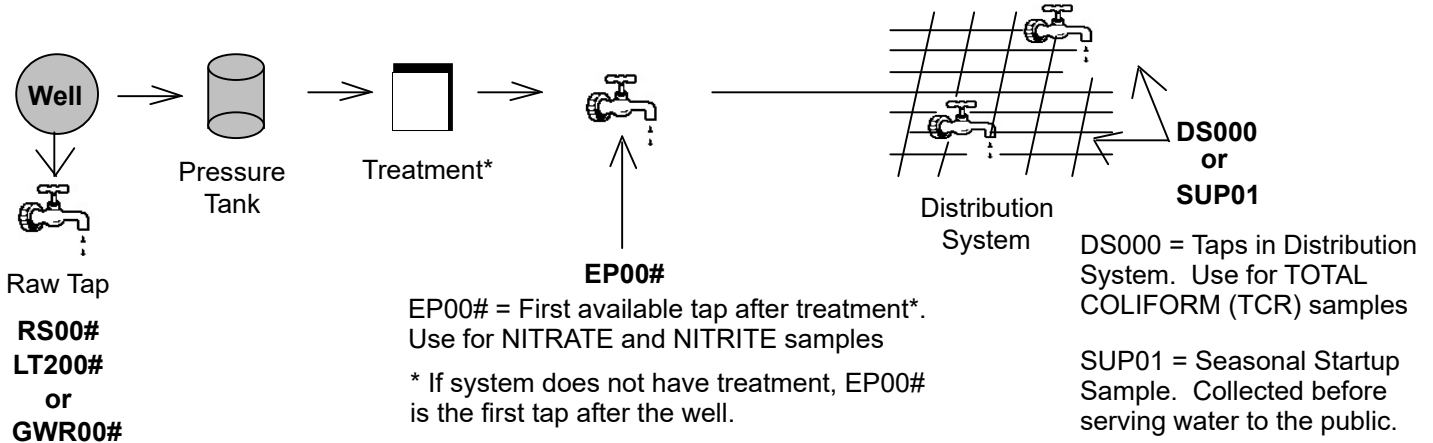 Well
Pressure
Tank
Treatment*
Raw Tap
RS00#
LT200#
or
GWR00#
EP00#
EP00# = First available tap after treatment*.
Use for NITRATE and NITRITE samples
* If system does not have treatment, EP00#
is the first tap after the well.
Distribution
System
DS000
or
SUP01
DS000 = Taps in Distribution
System. Use for TOTAL
COLIFORM (TCR) samples
SUP01 = Seasonal Startup
Sample. Collected before
serving water to the public.